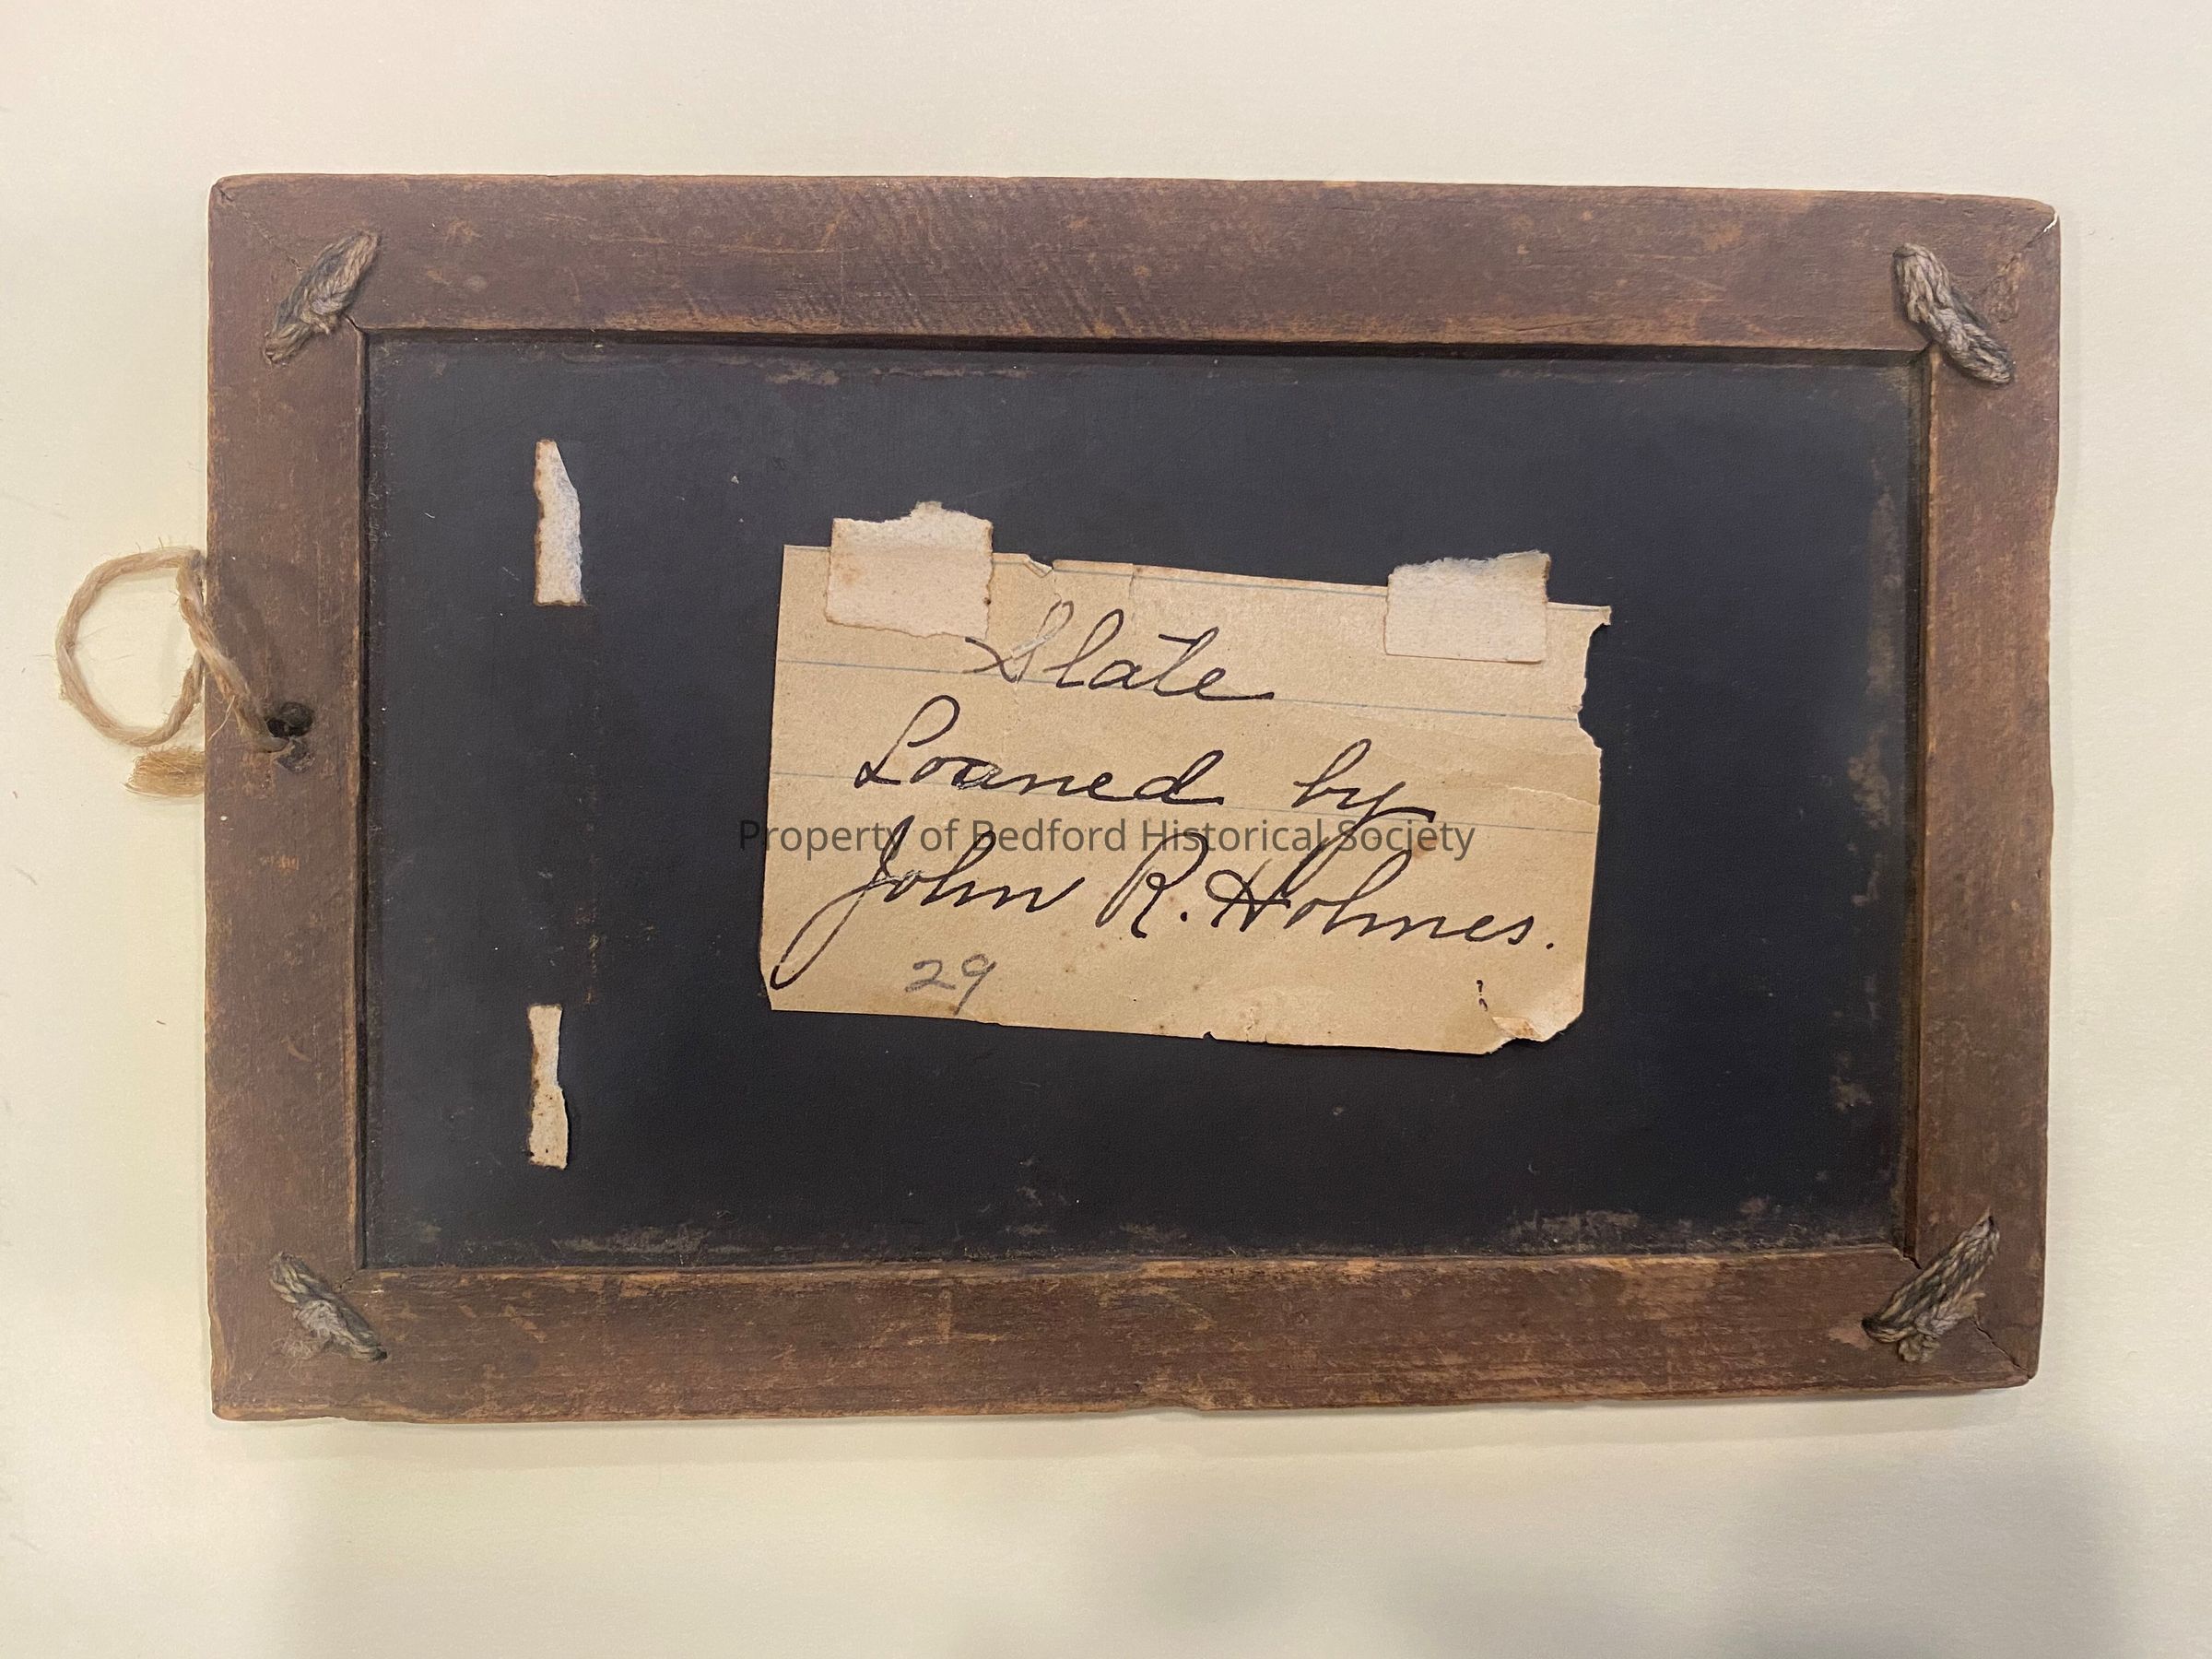 Slate
Loaned by
Property of Bedford Historical Society
John R. Holmes.
29